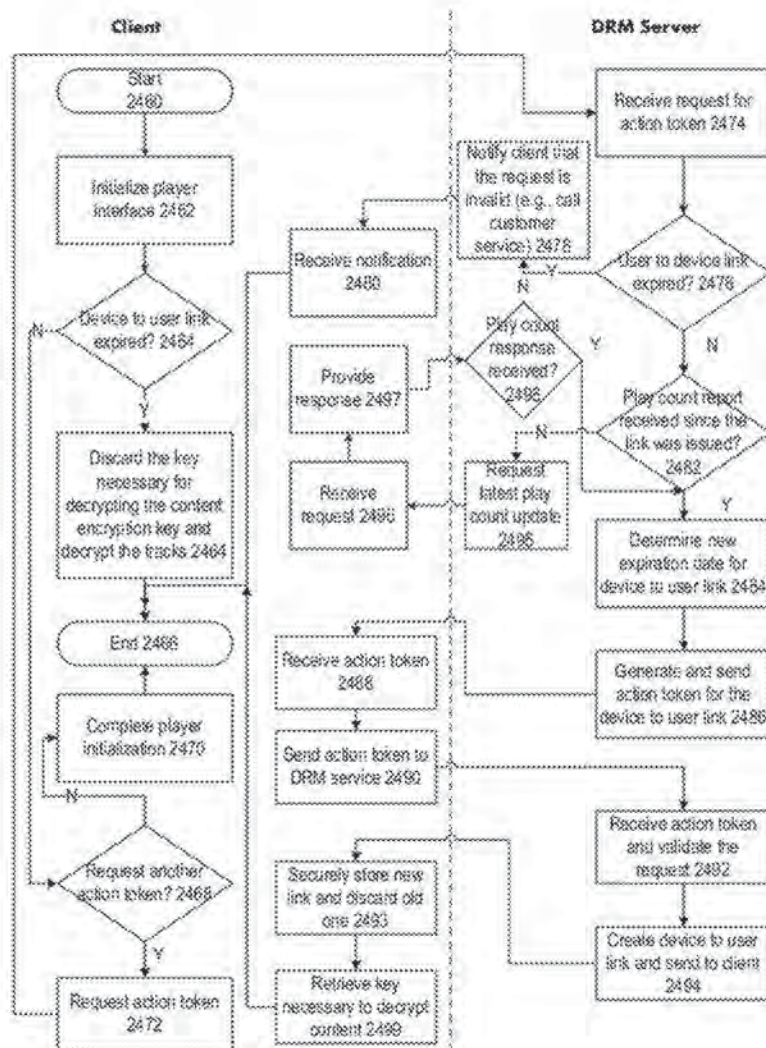 Client
DRM Server
Start
2460
Receive request for
action token 2474
Initialize player
interface 2462
Notify client that
the request is
invalid (e.g., call
customer
service) 2478
Receive notification
2480
User to device link
expired? 2476
Y
N
Device to user link
expired? 2464
N
Y
Play count
response
received?
2498
N
Y
Provide
response 2497
Play count report
received since the
link was issued?
2482
N
Y
Discard the key
necessary for
decrypting the content
encryption key and
decrypt the tracks 2464
Receive
request 2496
Request
latest play
count update
2495
Determine new
expiration date for
device to user link 2484
End 2466
Receive action token
2488
Generate and send
action token for the
device to user link 2486
Complete player
initialization 2470
Send action token to
DRM service 2490
N
Receive action token
and validate the
request 2492
Request another
action token? 2468
Y
Securely store new
link and discard old
one 2493
Create device to user
link and send to client
2494
Request action token
2472
Retrieve key
necessary to decrypt
content 2499